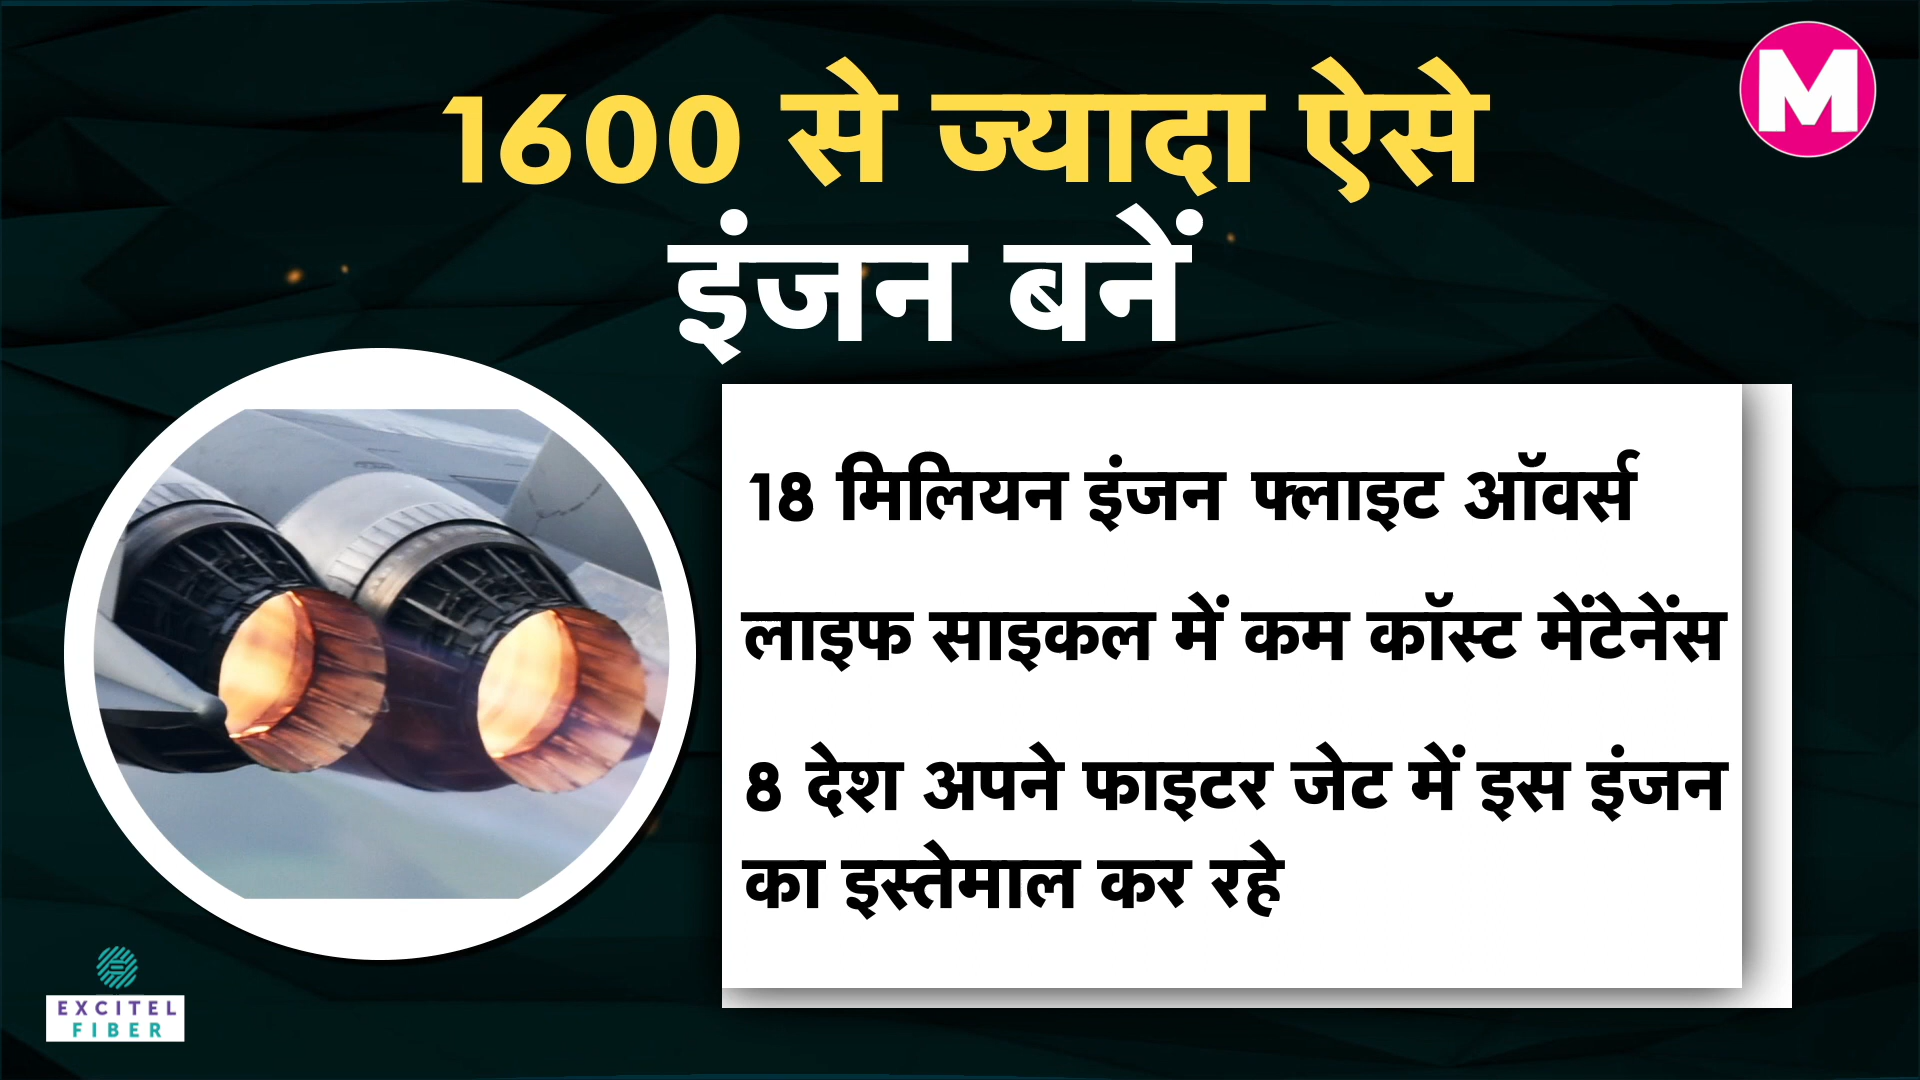 M
1600 से ज्यादा ऐसे
इंजन बनें
18 मिलियन इंजन फ्लाइट ऑवर्स
लाइफ साइकल में कम कॉस्ट मेंटेनेंस
8 देश अपने फाइटर जेट में इस इंजन
का इस्तेमाल कर रहे
EXCITEL
FIBER